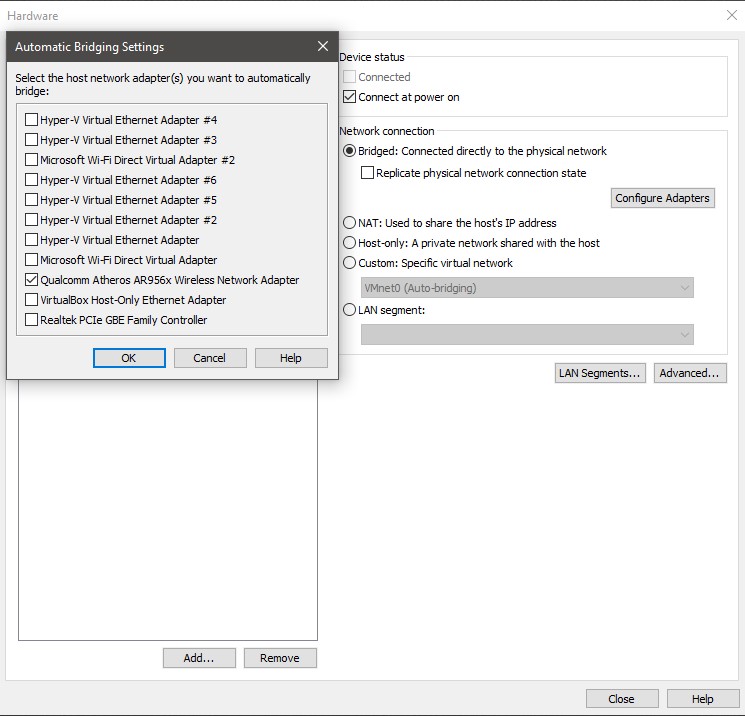 Hardware
Automatic Bridging Settings
Select the host network adapter(s) you want to automatically
bridge:
Hyper-V Virtual Ethernet Adapter #4
Hyper-V Virtual Ethernet Adapter #3
Microsoft Wi-Fi Direct Virtual Adapter #2
Hyper-V Virtual Ethernet Adapter #6
Hyper-V Virtual Ethernet Adapter #5
Hyper-V Virtual Ethernet Adapter #2
Hyper-V Virtual Ethernet Adapter
Microsoft Wi-Fi Direct Virtual Adapter
Qualcomm Atheros AR956x Wireless Network Adapter
VirtualBox Host-Only Ethernet Adapter
Realtek PCIe GBE Family Controller
OK Cancel Help
Device status
Connected
Connect at power on
Network connection
Bridged: Connected directly to the physical network
Replicate physical network connection state
Configure Adapters
NAT: Used to share the host's IP address
Host-only: A private network shared with the host
Custom: Specific virtual network
VMnet0 (Auto-bridging)
LAN segment:
LAN Segments... Advanced...
Add... Remove
Close Help